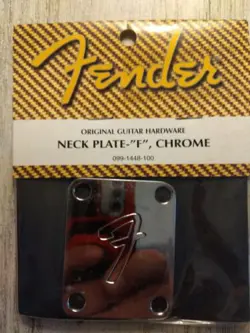 Fender
ORIGINAL GUITAR HARDWARE
NECK PLATE-"F", CHROME
099-1448-100
F